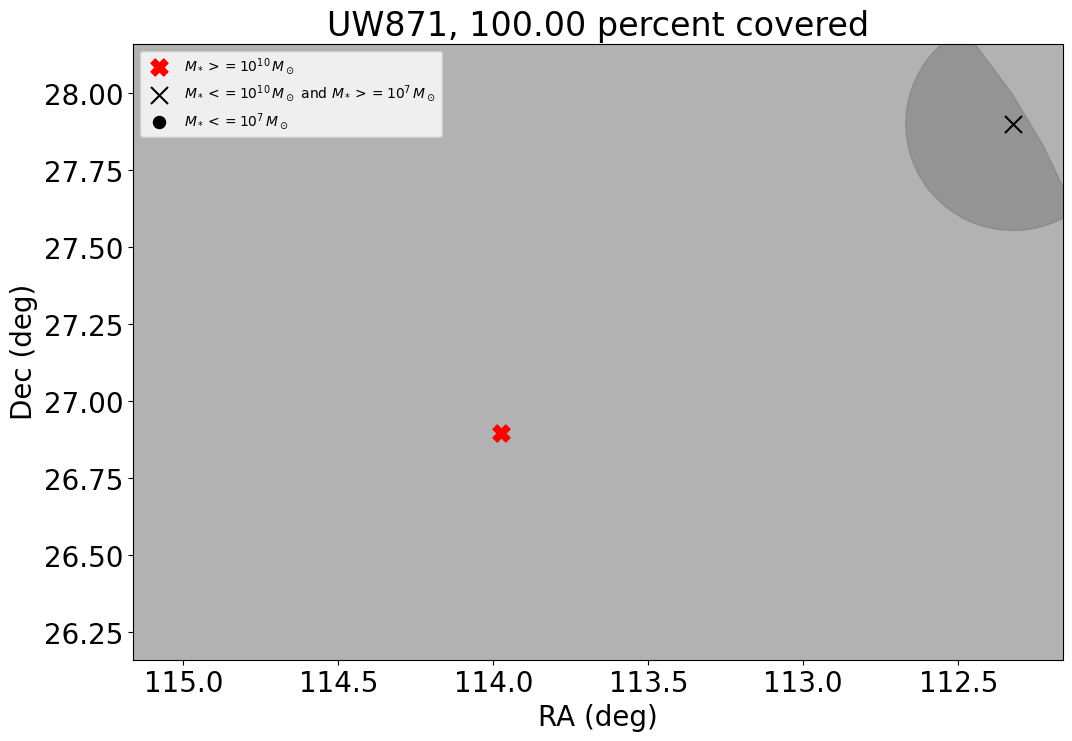 UW871, 100.00 percent covered
M* >= 10^10 M⊙
M* <= 10^10 M⊙ and M* >= 10^7 M⊙
M* <= 10^7 M⊙
28.00
27.75
27.50
27.25
27.00
26.75
26.50
26.25
Dec (deg)
115.0 114.5 114.0 113.5 113.0 112.5
RA (deg)